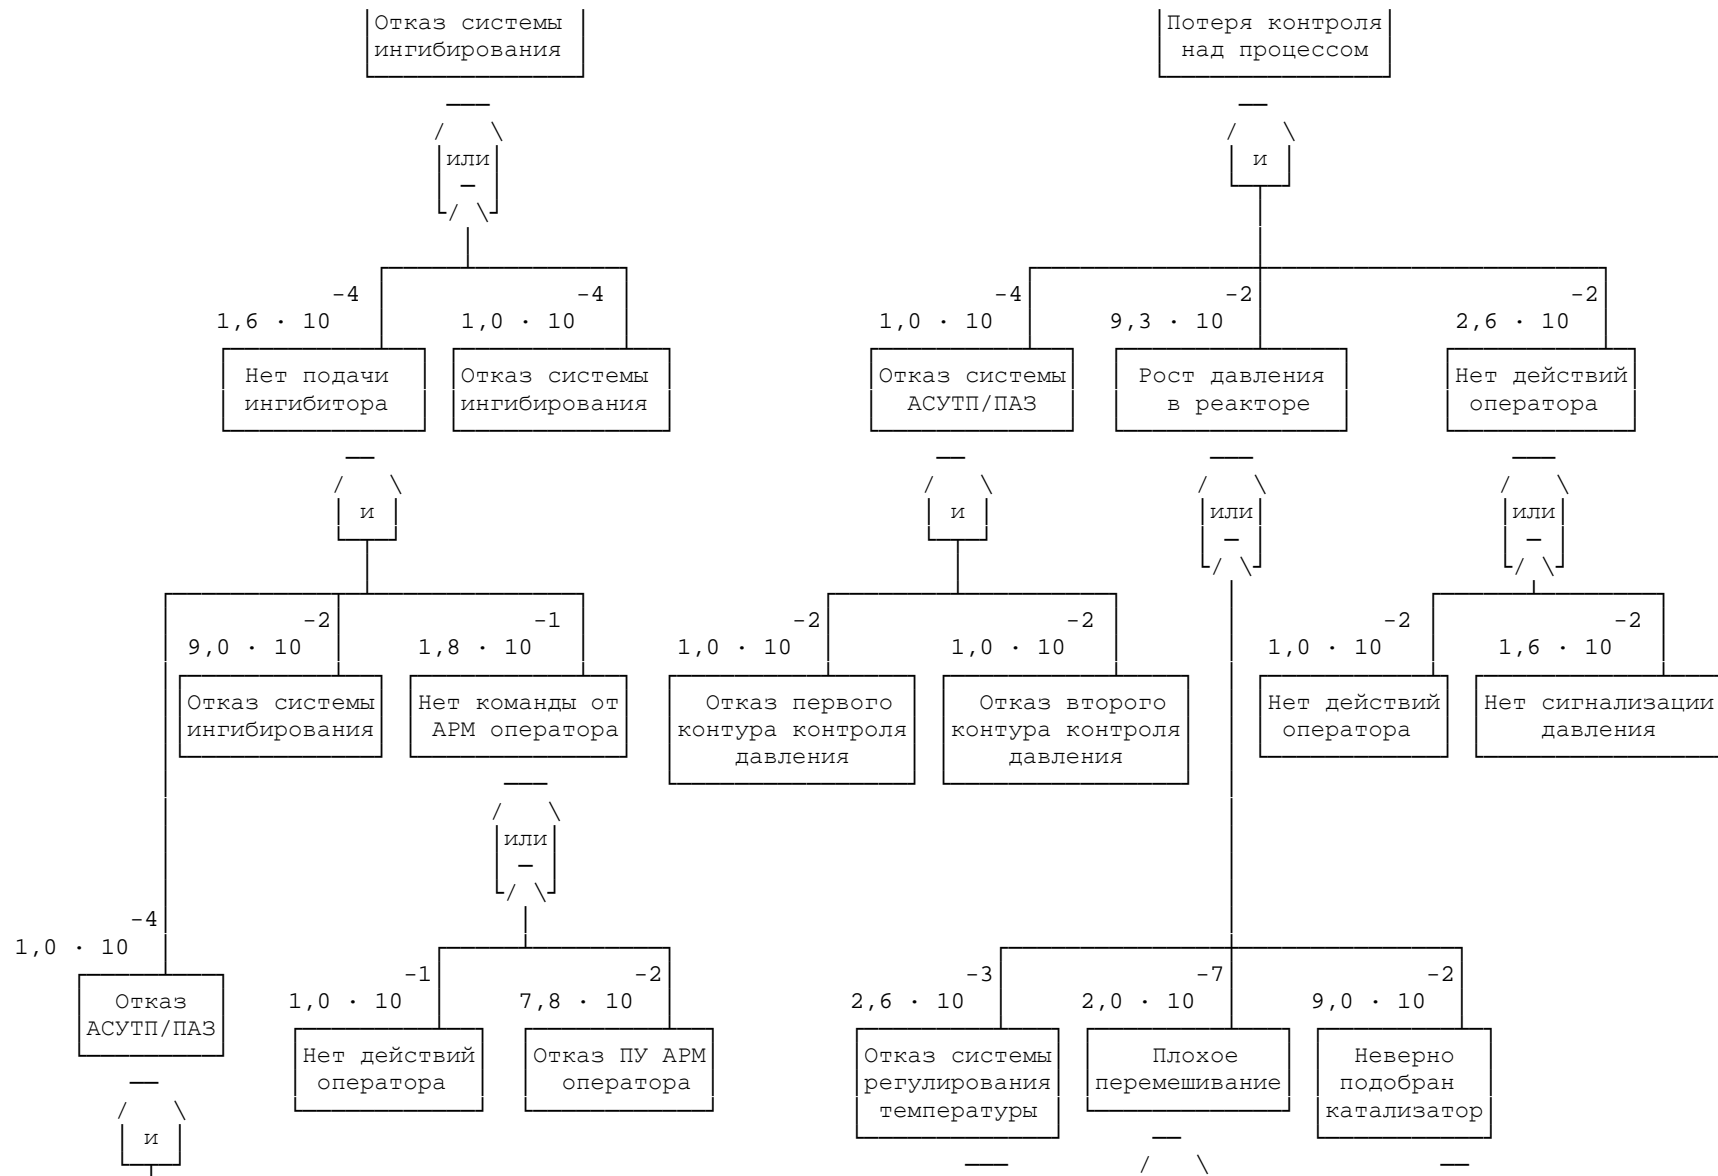 Отказ системы
ингибирования
Потеря контроля
над процессом
или
и
-4
-4
-4
-2
-2
1,6 · 10
1,0 · 10
1,0 · 10
9,3 · 10
2,6 · 10
Нет подачи
ингибитора
Отказ системы
ингибирования
Отказ системы
АСУТП/ПАЗ
Рост давления
в реакторе
Нет действий
оператора
и
и
или
или
-2
-1
-2
-2
-2
-2
9,0 · 10
1,8 · 10
1,0 · 10
1,0 · 10
1,0 · 10
1,6 · 10
Отказ системы
ингибирования
Нет команды от
АРМ оператора
Отказ первого
контура контроля
давления
Отказ второго
контура контроля
давления
Нет действий
оператора
Нет сигнализации
давления
или
-4
1,0 · 10
-1
-2
-3
-7
-2
1,0 · 10
7,8 · 10
2,6 · 10
2,0 · 10
9,0 · 10
Отказ
АСУТП/ПАЗ
Нет действий
оператора
Отказ ПУ АРМ
оператора
Отказ системы
регулирования
температуры
Плохое
перемешивание
Неверно
подобран
катализатор
и